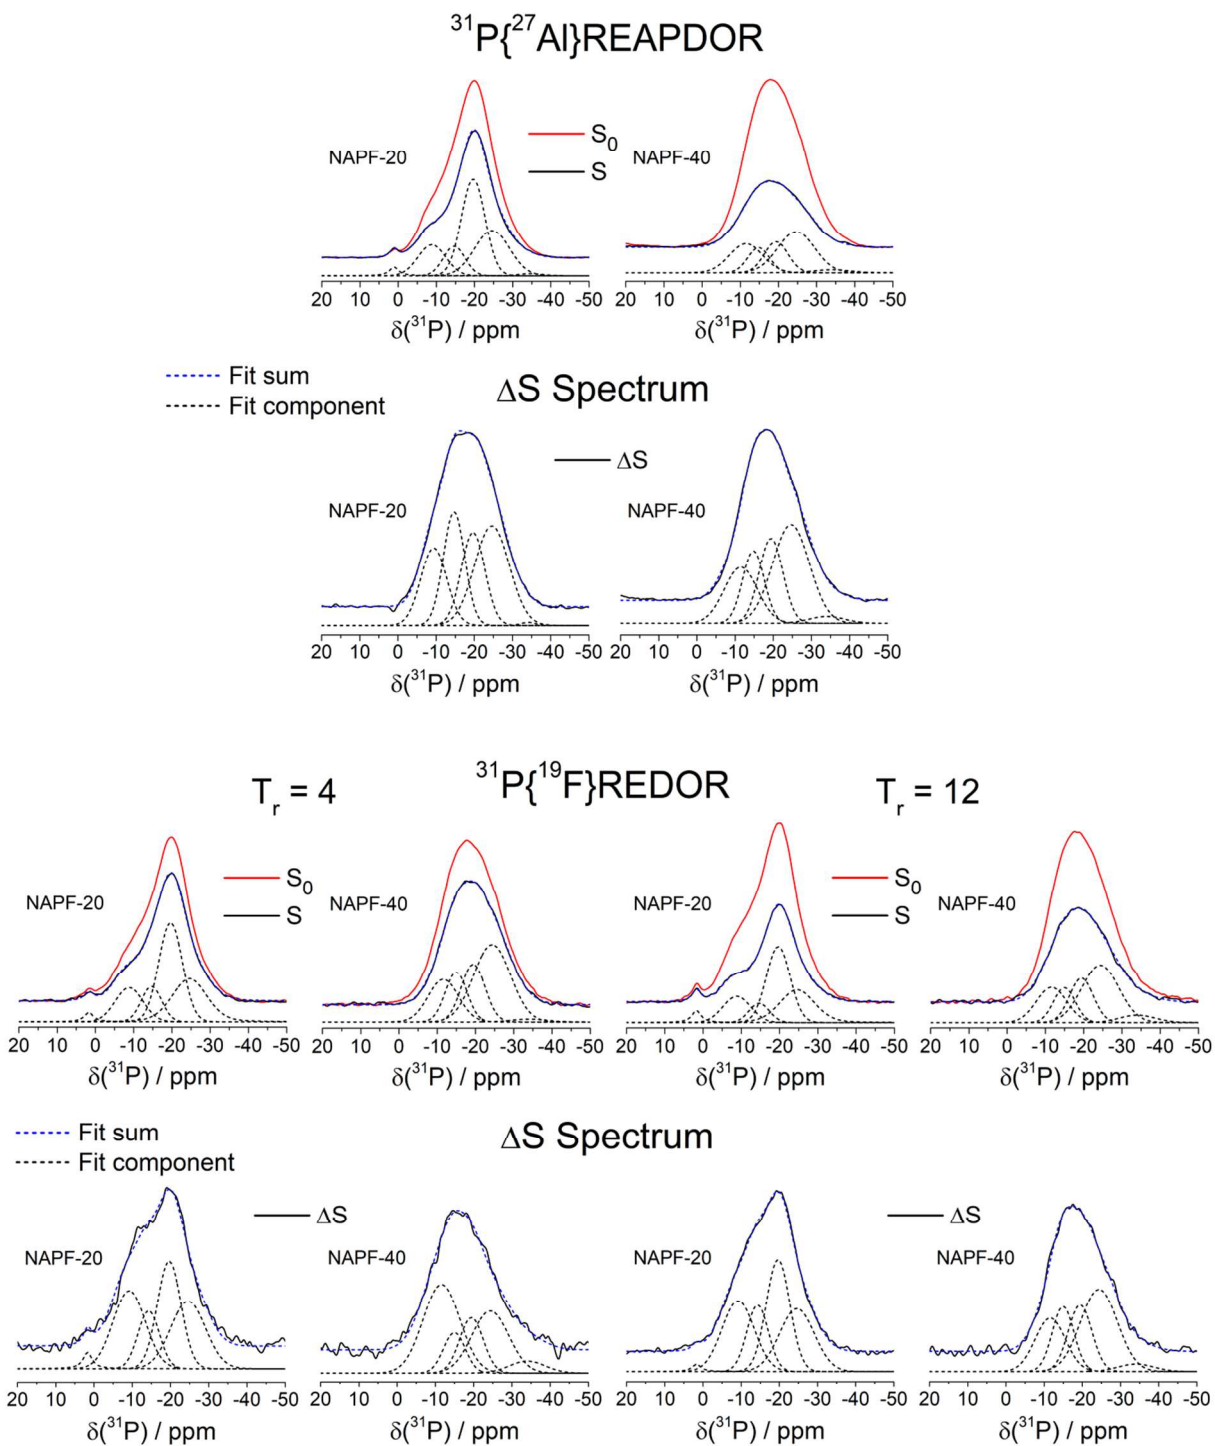 31P{27Al}REAPDOR
NAPF-20
S0
S
NAPF-40
20 10 0 -10 -20 -30 -40 -50
20 10 0 -10 -20 -30 -40 -50
δ(31P) / ppm
δ(31P) / ppm
Fit sum
Fit component
ΔS Spectrum
ΔS
NAPF-20
NAPF-40
20 10 0 -10 -20 -30 -40 -50
20 10 0 -10 -20 -30 -40 -50
δ(31P) / ppm
δ(31P) / ppm
Tr = 4
31P{19F}REDOR
Tr = 12
NAPF-20
S0
S
NAPF-40
NAPF-20
S0
S
NAPF-40
20 10 0 -10 -20 -30 -40 -50
20 10 0 -10 -20 -30 -40 -50
20 10 0 -10 -20 -30 -40 -50
20 10 0 -10 -20 -30 -40 -50
δ(31P) / ppm
δ(31P) / ppm
δ(31P) / ppm
δ(31P) / ppm
Fit sum
Fit component
ΔS Spectrum
NAPF-20
ΔS
NAPF-40
NAPF-20
ΔS
NAPF-40
20 10 0 -10 -20 -30 -40 -50
20 10 0 -10 -20 -30 -40 -50
20 10 0 -10 -20 -30 -40 -50
20 10 0 -10 -20 -30 -40 -50
δ(31P) / ppm
δ(31P) / ppm
δ(31P) / ppm
δ(31P) / ppm